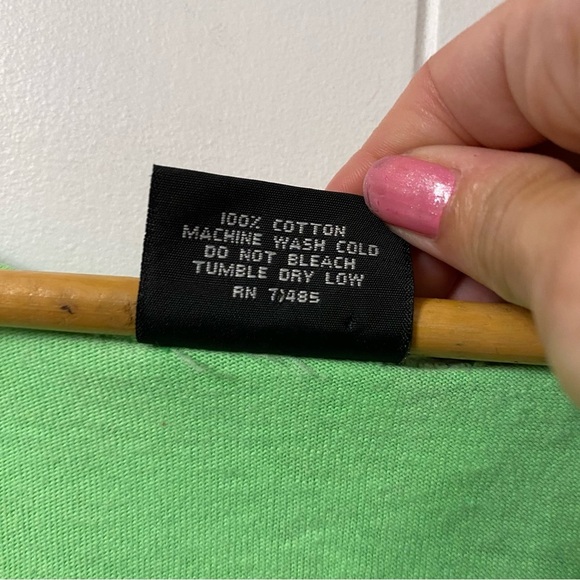 100% COTTON
MACHINE WASH COLD
DO NOT BLEACH
TUMBLE DRY LOW
RN